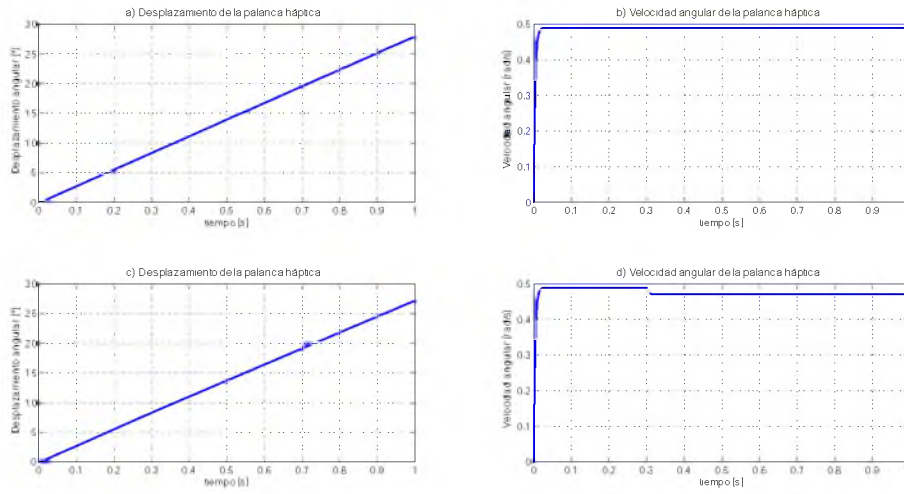 a) Desplazamiento de la palanca háptica
Desplazamiento angular [°]
30
25
20
15
10
5
0
0 0.1 0.2 0.3 0.4 0.5 0.6 0.7 0.8 0.9 1
tiempo [s]
b) Velocidad angular de la palanca háptica
Velocidad angular (rad/s)
0.5
0.4
0.3
0.2
0.1
0
0 0.1 0.2 0.3 0.4 0.5 0.6 0.7 0.8 0.9
tiempo [s]
c) Desplazamiento de la palanca háptica
Desplazamiento angular [°]
30
25
20
15
10
5
0
0 0.1 0.2 0.3 0.4 0.5 0.6 0.7 0.8 0.9 1
tiempo [s]
d) Velocidad angular de la palanca háptica
Velocidad angular (rad/s)
0.5
0.4
0.3
0.2
0.1
0
0 0.1 0.2 0.3 0.4 0.5 0.6 0.7 0.8 0.9
tiempo [s]